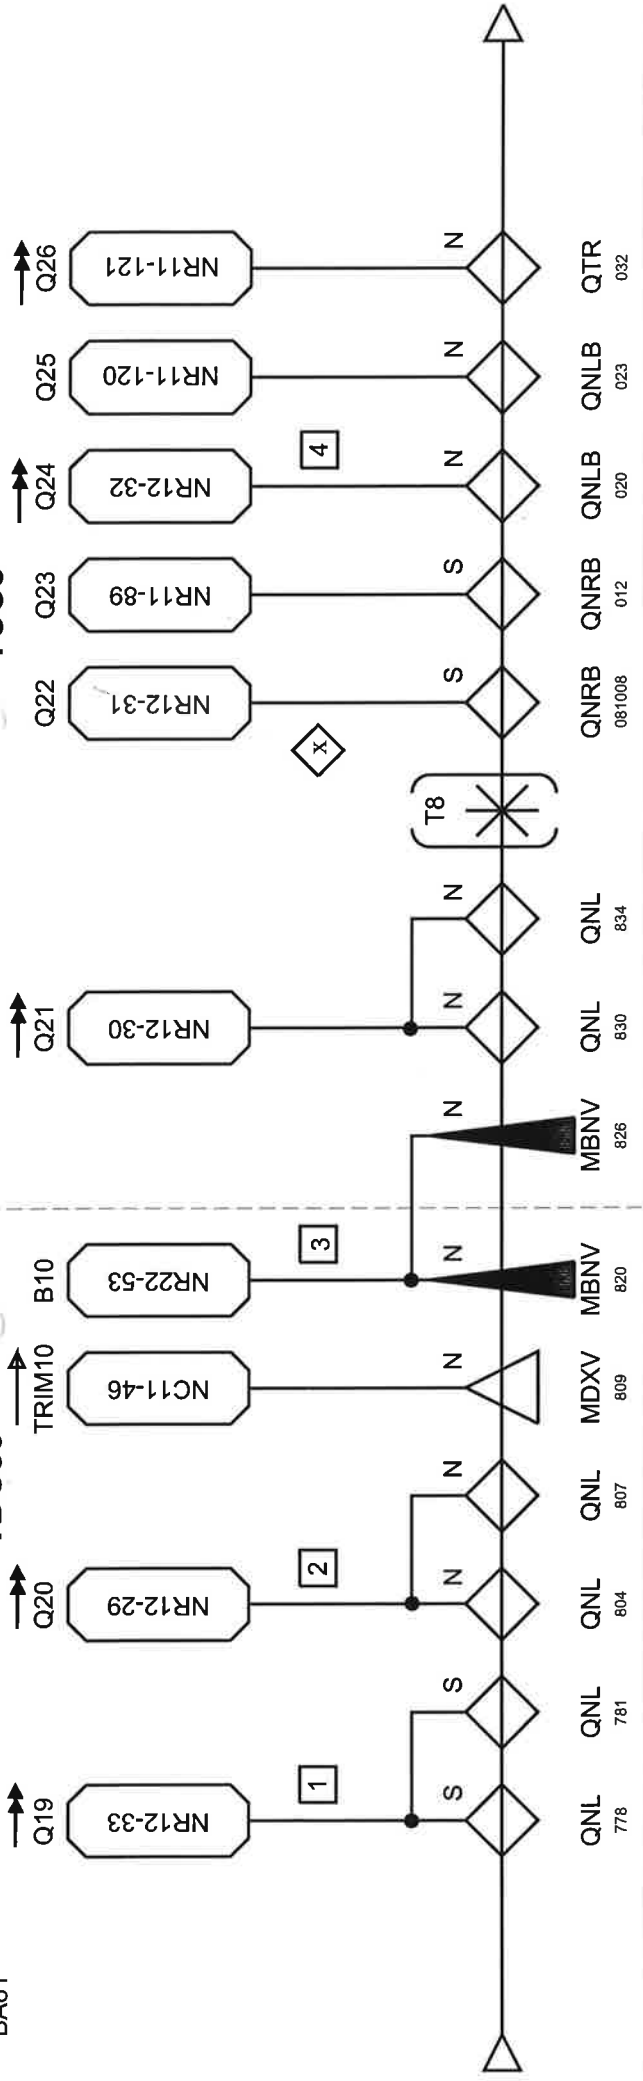 BA01
Q19
Q20
TRIM10
B10
Q21
Q22
Q23
Q24
Q25
Q26
NR12-33
NR12-29
NC11-46
NR22-53
NR12-30
NR12-31
NR11-89
NR12-32
NR11-120
NR11-121
1
2
3
x
4
T8
S
S
N
N
N
N
N
N
N
S
S
N
N
N
QNL
QNL
QNL
QNL
MDXV
MBNV
MBNV
QNL
QNL
QNRB
QNRB
QNLB
QNLB
QTR
778
781
804
807
809
820
826
830
834
081008
012
020
023
032